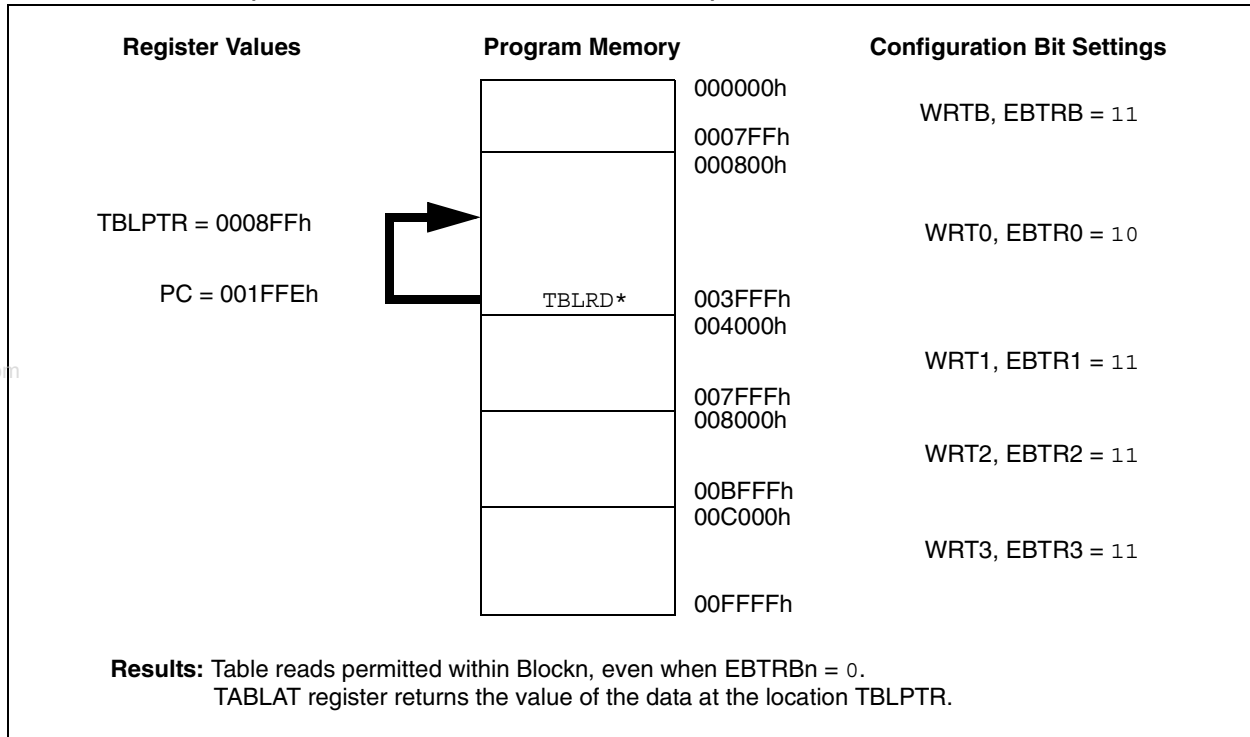 Register Values Program Memory Configuration Bit Settings
000000h
WRTB, EBTRB = 11
0007FFh
000800h
TBLPTR = 0008FFh
WRT0, EBTR0 = 10
PC = 001FFEh
TBLRD*
003FFFh
004000h
WRT1, EBTR1 = 11
007FFFh
008000h
WRT2, EBTR2 = 11
00BFFFh
00C000h
WRT3, EBTR3 = 11
00FFFFh
Results: Table reads permitted within Blockn, even when EBTRBn = 0.
TABLAT register returns the value of the data at the location TBLPTR.